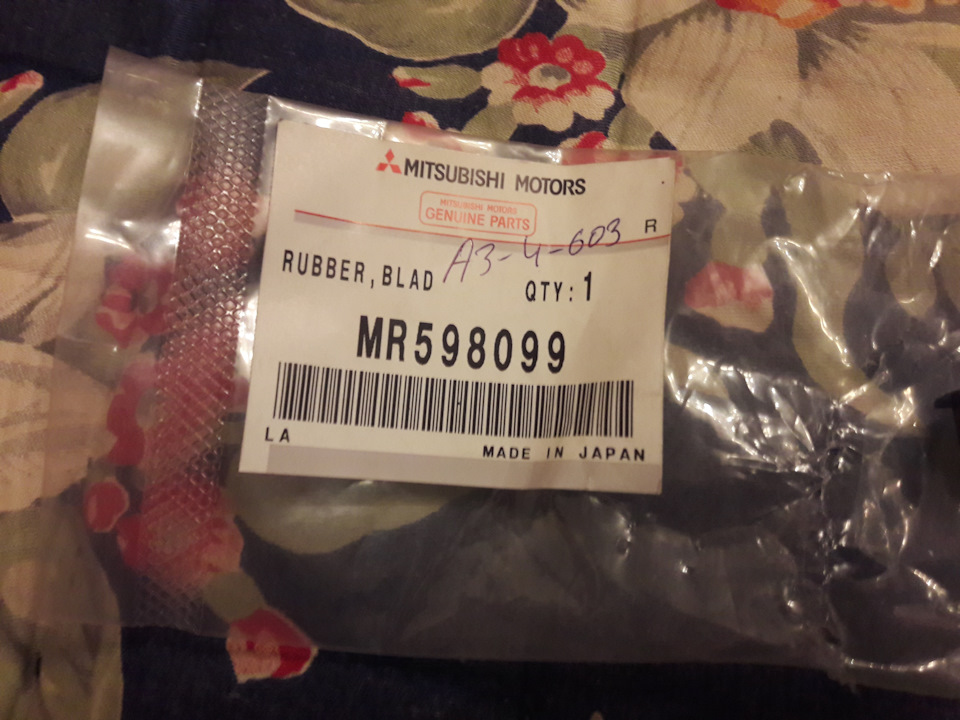 MITSUBISHI MOTORS
MITSUBISHI MOTORS
GENUINE PARTS
R
A3-4-603
RUBBER,BLAD
QTY:1
MR598099
LA
MADE IN JAPAN